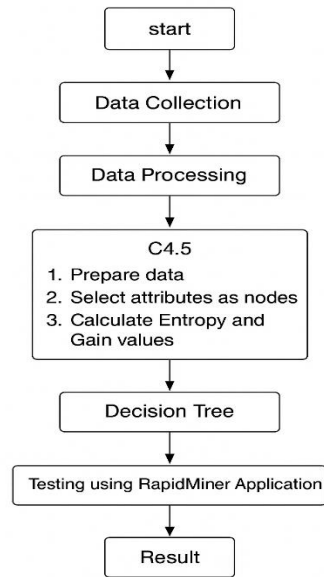 start
Data Collection
Data Processing
C4.5
1. Prepare data
2. Select attributes as nodes
3. Calculate Entropy and
Gain values
Decision Tree
Testing using RapidMiner Application
Result